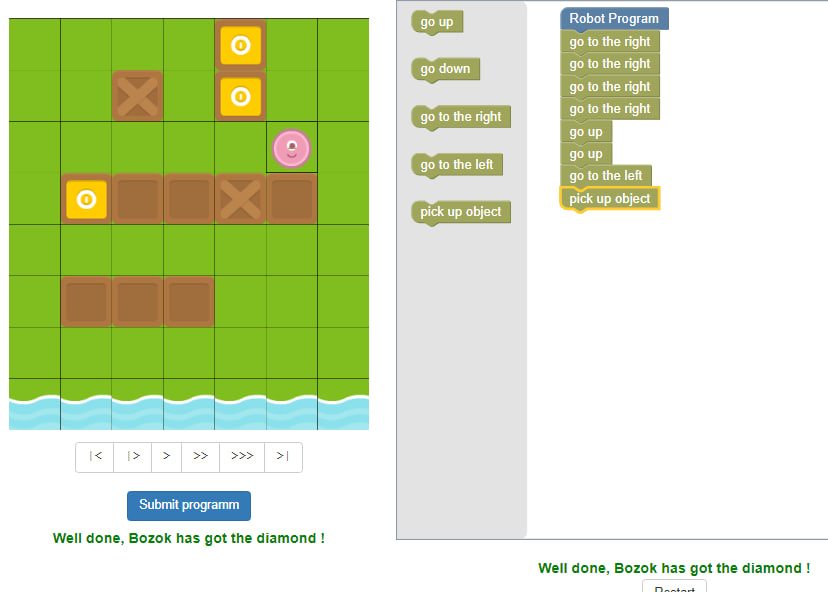 go up
go down
go to the right
go to the left
pick up object
Robot Program
go to the right
go to the right
go to the right
go to the right
go up
go up
go to the left
pick up object
|< |> > >> >>> >|
Submit programm
Well done, Bozok has got the diamond !
Well done, Bozok has got the diamond !
Restart